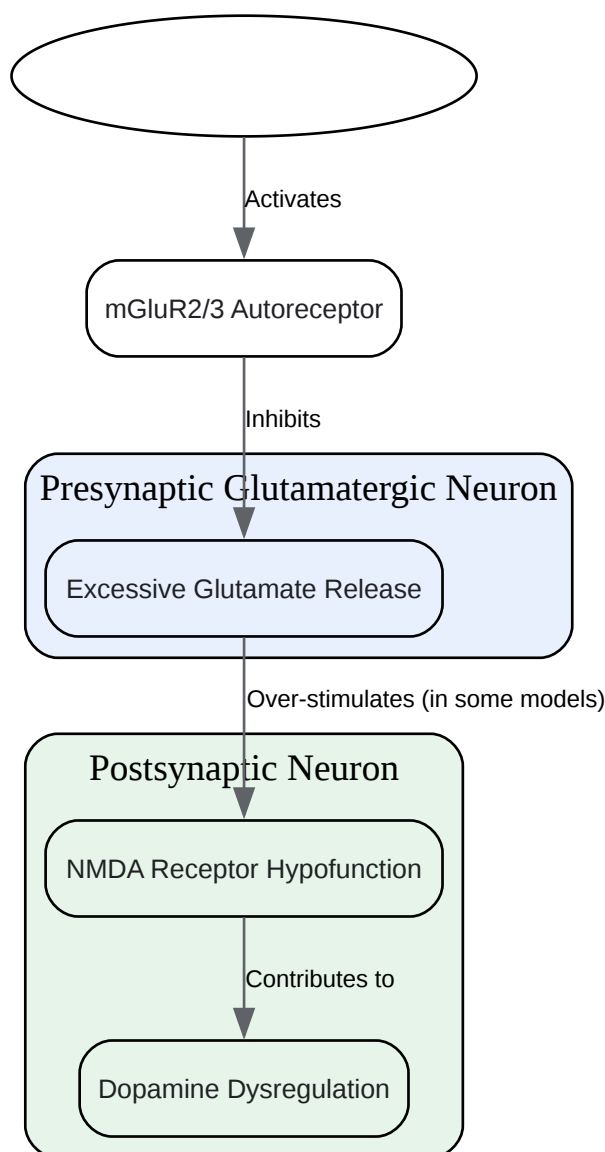 Activates
mGluR2/3 Autoreceptor
Inhibits
Presynaptic Glutamatergic Neuron
Excessive Glutamate Release
Over-stimulates (in some models)
Postsynaptic Neuron
NMDA Receptor Hypofunction
Contributes to
Dopamine Dysregulation